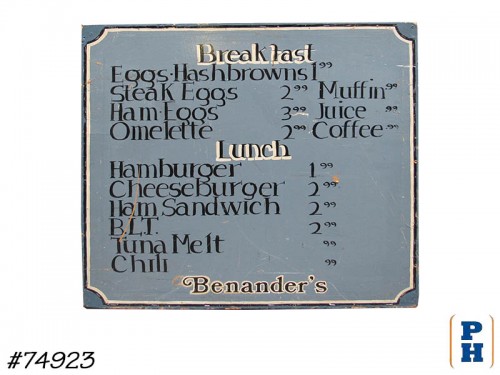 Breakfast
Eggs·Hashbrowns 1⁹⁹
Steak Eggs 2⁹⁹ Muffin ⁹⁹
Ham·Eggs 3⁹⁹ Juice ⁹⁹
Omelette 2⁹⁹ Coffee ⁹⁹
Lunch
Hamburger 1⁹⁹
Cheeseburger 2⁹⁹
Ham Sandwich 2⁹⁹
B.L.T. 2⁹⁹
Tuna Melt ⁹⁹
Chili ⁹⁹
Benander's
PH
#74923